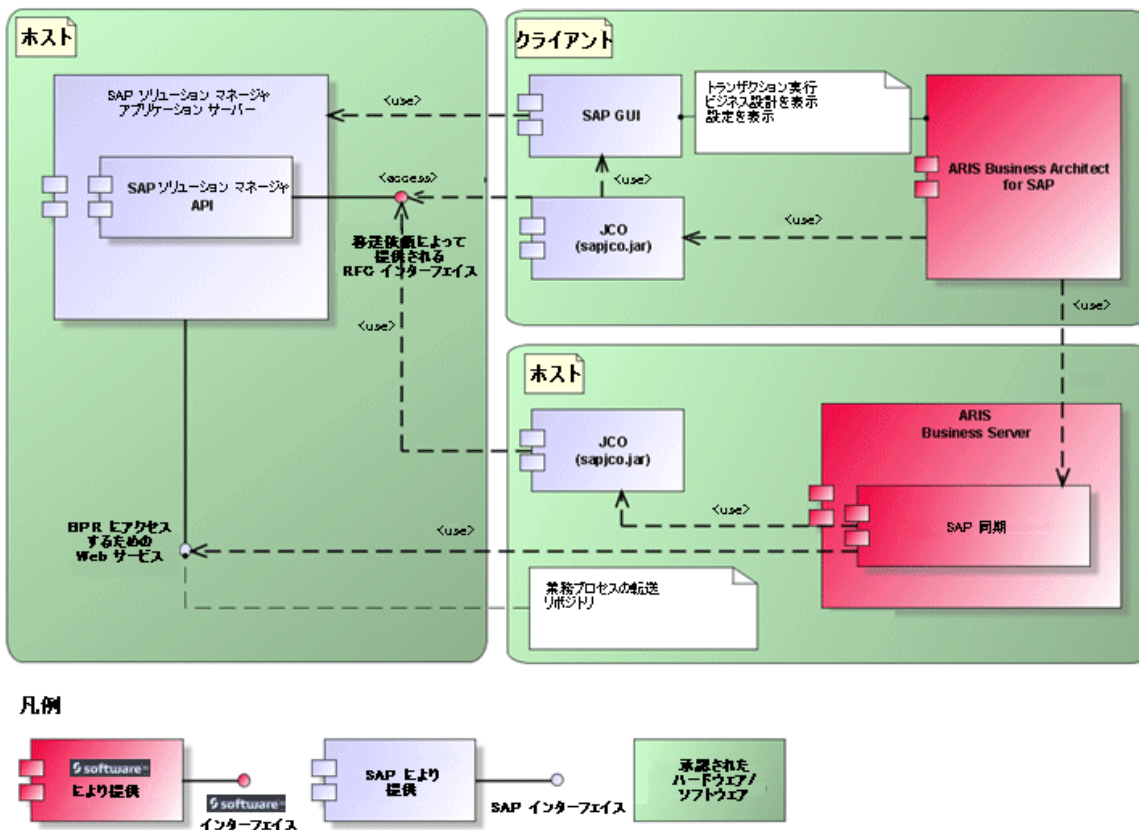 ホスト
SAP ソリューション マネージャ
アプリケーション サーバー
SAP ソリューション マネージャ
API
<use>
<access>
移送依頼によって
提供される
RFC インターフェイス
<use>
BPR にアクセス
するための
Web サービス
クライアント
SAP GUI
トランザクション実行
ビジネス設計を表示
設定を表示
ARIS Business Architect
for SAP
<use>
JCO
(sapjco.jar)
<use>
<use>
ホスト
JCO
(sapjco.jar)
ARIS
Business Server
<use>
SAP 同期
<use>
業務プロセスの転送
リポジトリ
凡例
software
により提供
software
インターフェイス
SAP により
提供
SAP インターフェイス
承認された
ハードウェア/
ソフトウェア